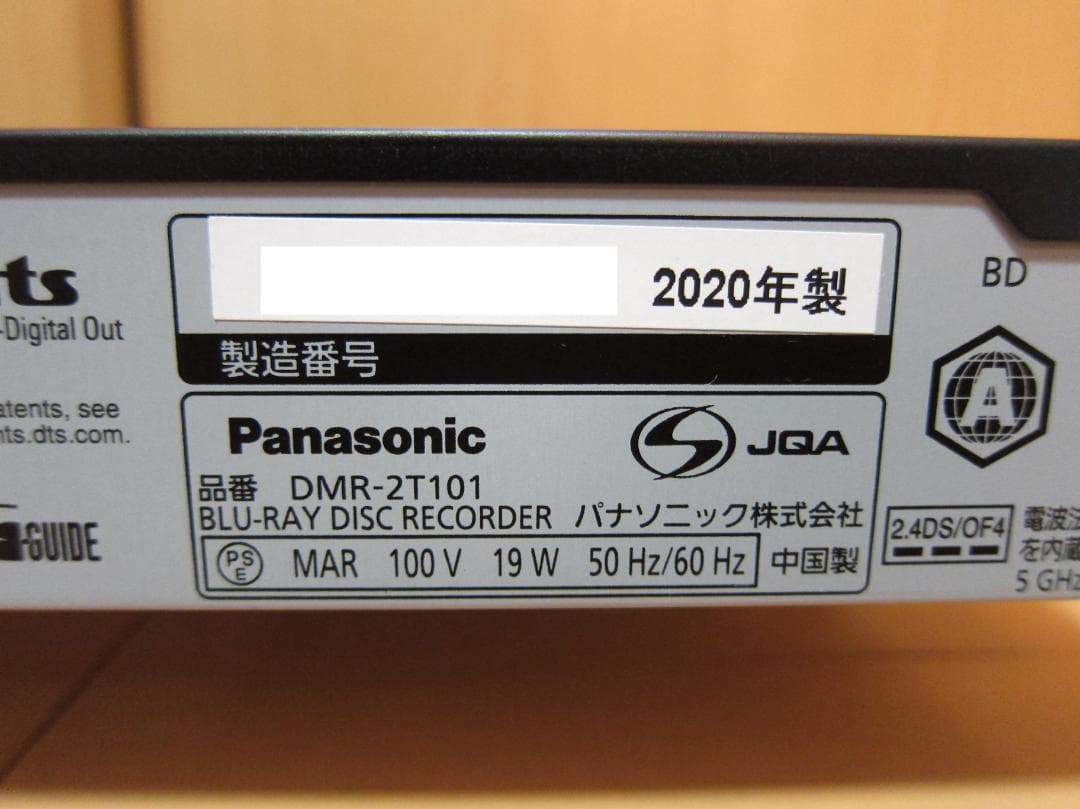 2020年製
製造番号
dts
-Digital Out
atents, see
nts.dts.com.
GUIDE
Panasonic
JQA
品番 DMR-2T101
BLU-RAY DISC RECORDER パナソニック株式会社
PS
E
MAR 100 V 19 W 50 Hz/60 Hz 中国製
BD
A
2.4DS/OF4
電波法
を内蔵
5 GHz